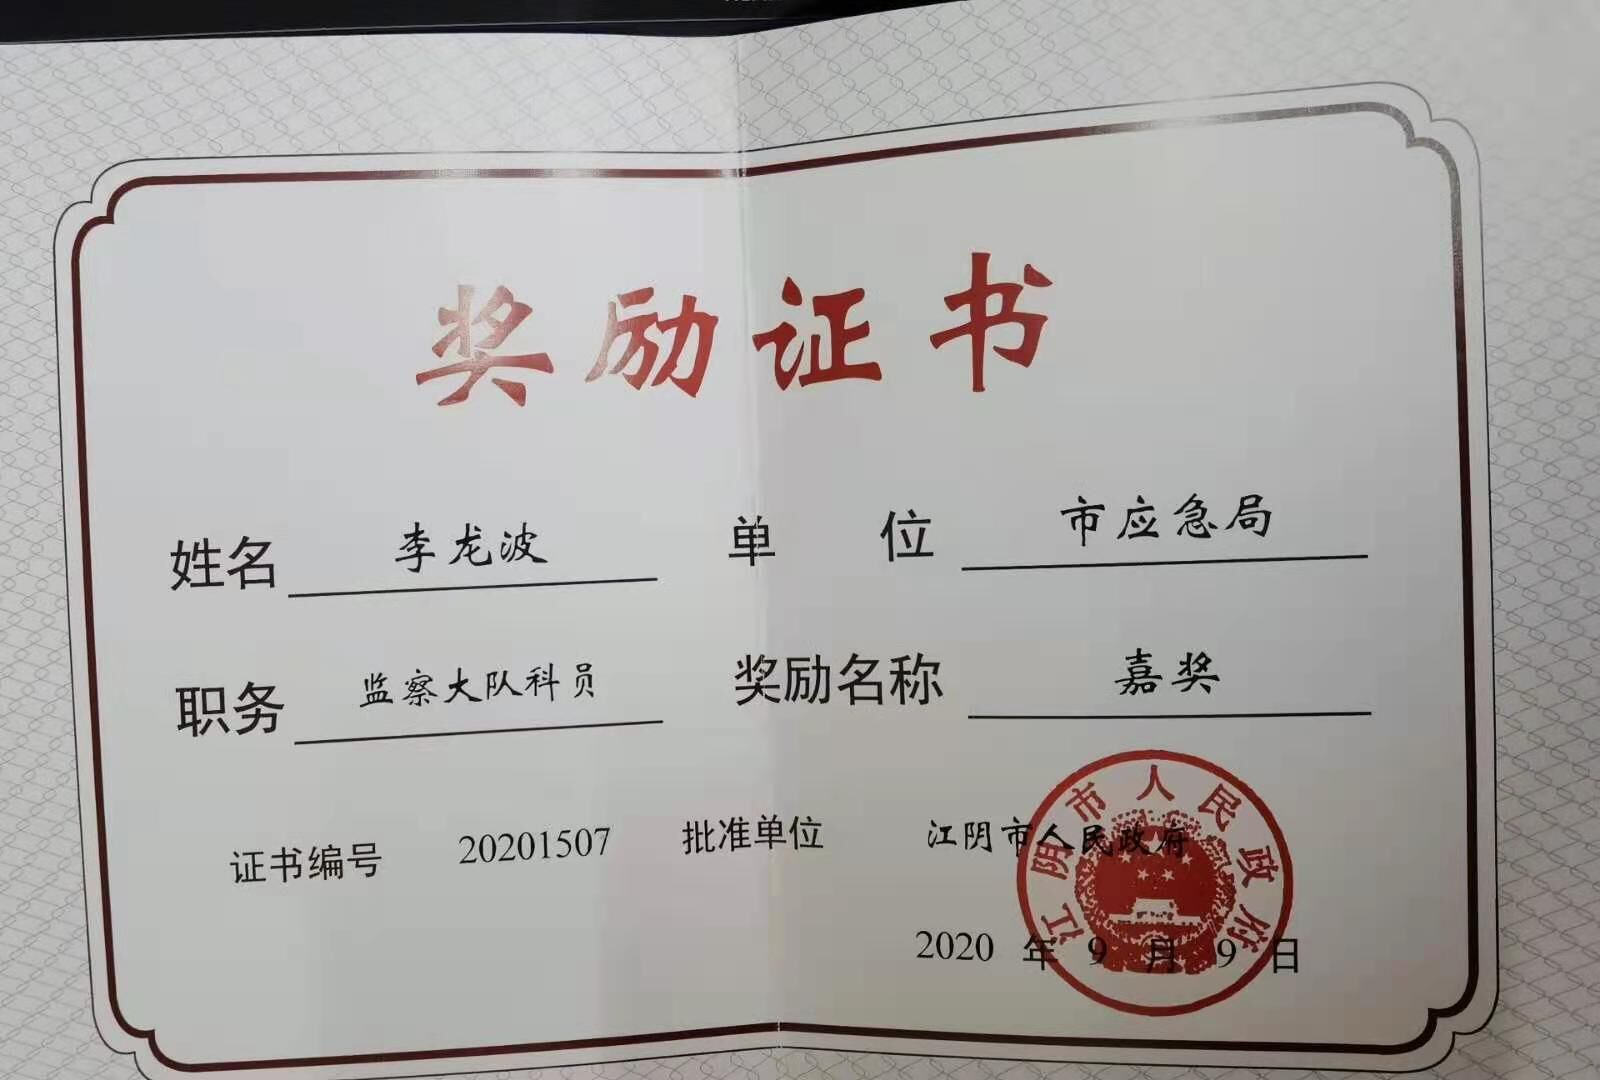 奖励证书
姓名 李龙波 单位 市应急局
职务 监察大队科员 奖励名称 嘉奖
证书编号 20201507 批准单位 江阴市人民政府
江阴市人民政府
2020 年 9 月 9 日